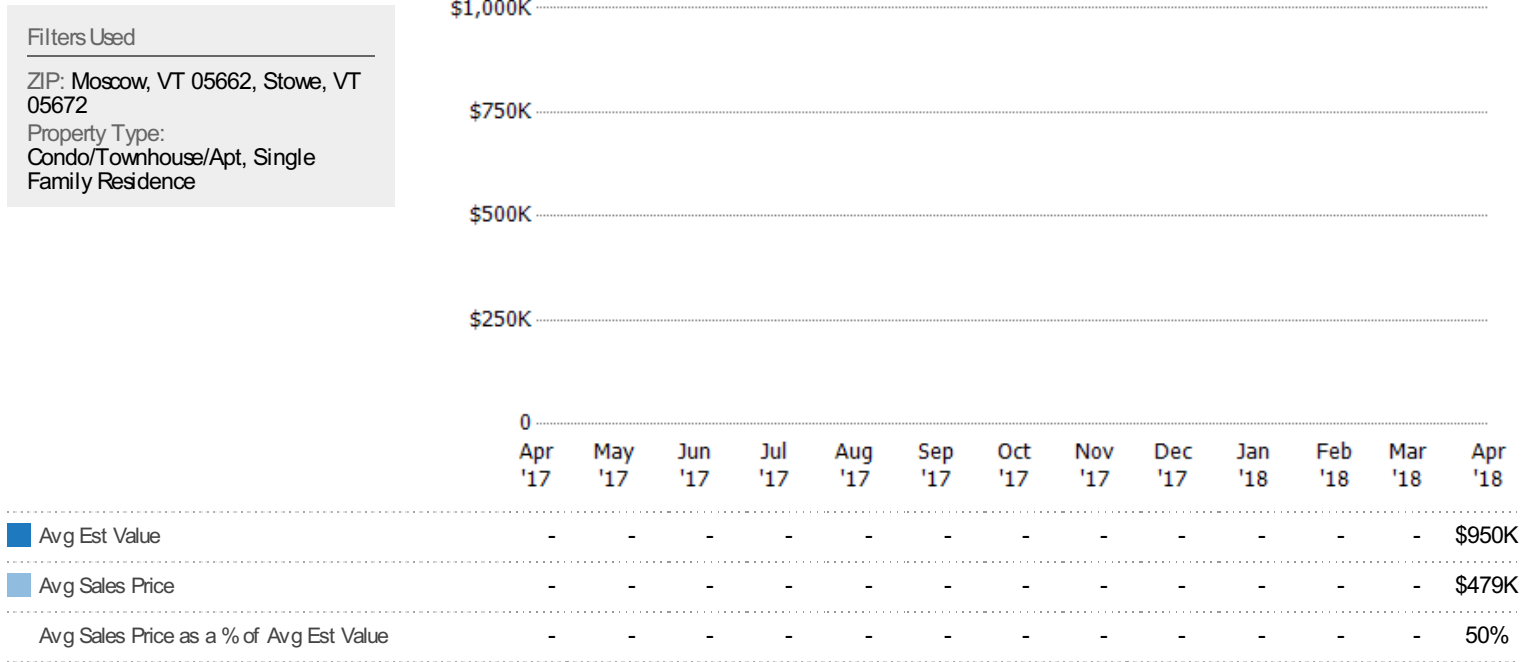 Filters Used
ZIP: Moscow, VT 05662, Stowe, VT
05672
Property Type:
Condo/Townhouse/Apt, Single
Family Residence
$1,000K
$750K
$500K
$250K
0
Apr May Jun Jul Aug Sep Oct Nov Dec Jan Feb Mar Apr
'17 '17 '17 '17 '17 '17 '17 '17 '17 '18 '18 '18 '18
Avg Est Value - - - - - - - - - - - - $950K
Avg Sales Price - - - - - - - - - - - - $479K
Avg Sales Price as a % of Avg Est Value - - - - - - - - - - - - 50%